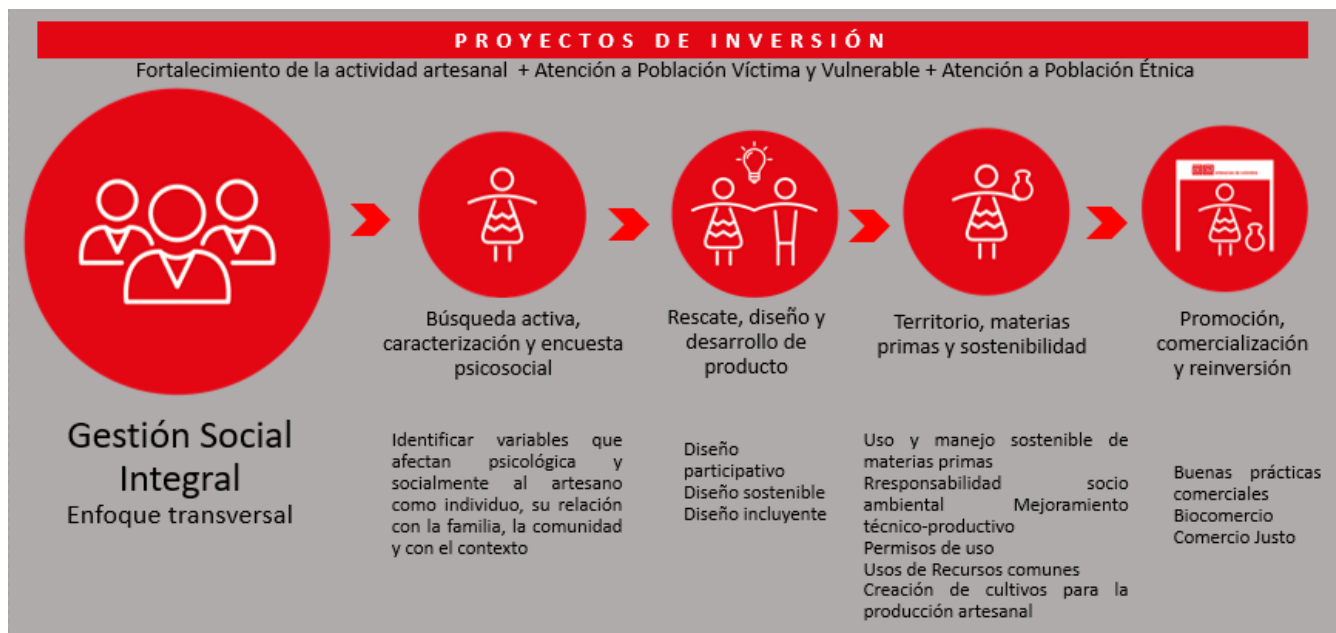 PROYECTOS DE INVERSIÓN
Fortalecimiento de la actividad artesanal + Atención a Población Víctima y Vulnerable + Atención a Población Étnica
Gestión Social
Integral
Enfoque transversal
Búsqueda activa,
caracterización y encuesta
psicosocial
Identificar variables que
afectan psicológica y
socialmente al artesano
como individuo, su relación
con la familia, la comunidad
y con el contexto
Rescate, diseño y
desarrollo de
producto
Diseño
participativo
Diseño sostenible
Diseño incluyente
Territorio, materias
primas y sostenibilidad
Uso y manejo sostenible de
materias primas
Rresponsabilidad socio
ambiental Mejoramiento
técnico-productivo
Permisos de uso
Usos de Recursos comunes
Creación de cultivos para la
producción artesanal
Promoción,
comercialización
y reinversión
Buenas prácticas
comerciales
Biocomercio
Comercio Justo